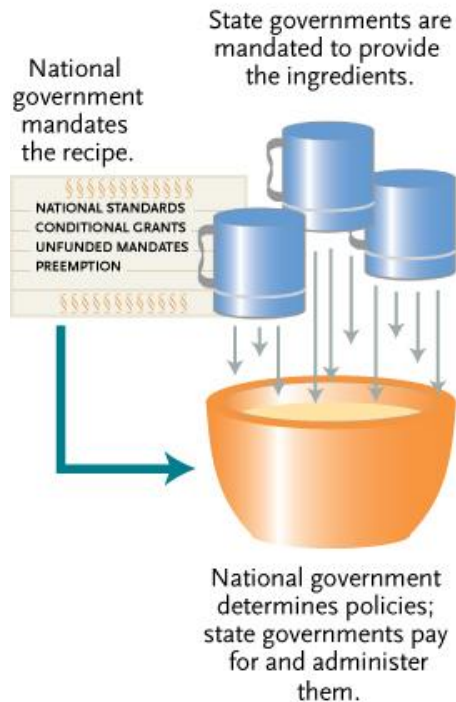 State governments are
mandated to provide
the ingredients.
National
government
mandates
the recipe.
§§§§§§§§§§§§
NATIONAL STANDARDS
CONDITIONAL GRANTS
UNFUNDED MANDATES
PREEMPTION
§§§§§§§§§§§§
National government
determines policies;
state governments pay
for and administer
them.